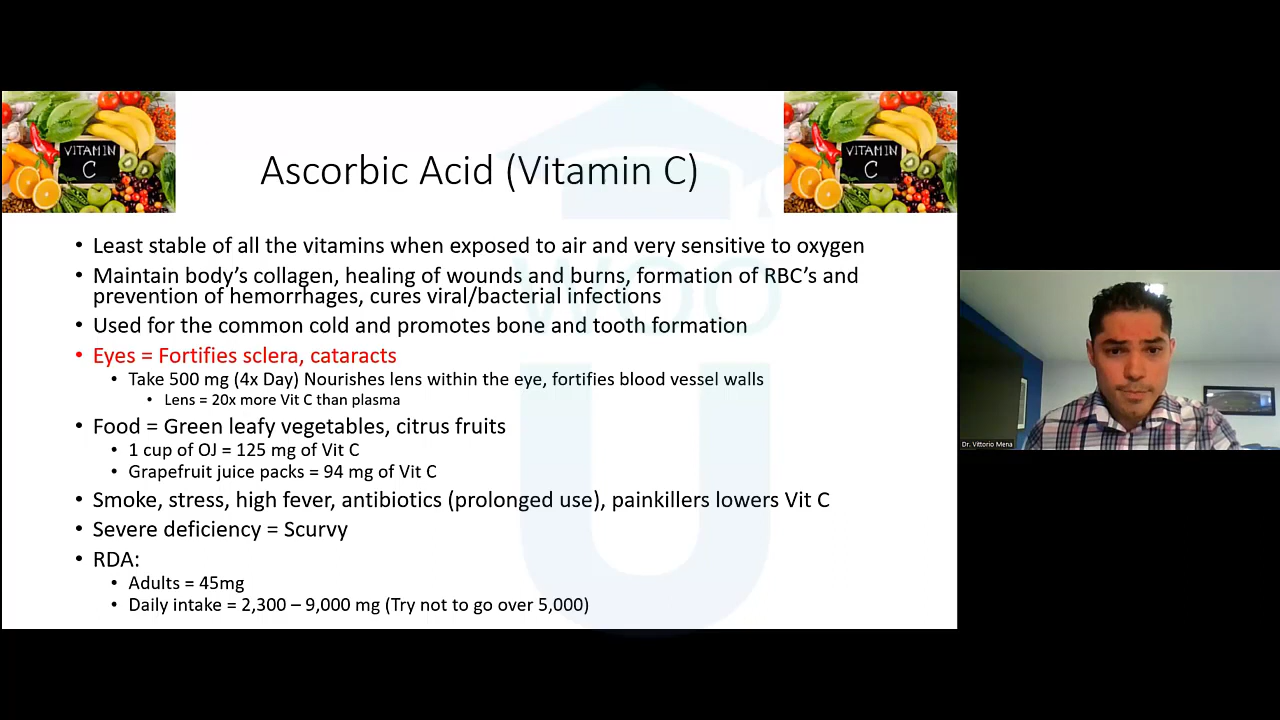 VITAMIN
C
Ascorbic Acid (Vitamin C)
VITAMIN
C
• Least stable of all the vitamins when exposed to air and very sensitive to oxygen
• Maintain body's collagen, healing of wounds and burns, formation of RBC's and
prevention of hemorrhages, cures viral/bacterial infections
• Used for the common cold and promotes bone and tooth formation
• Eyes = Fortifies sclera, cataracts
• Take 500 mg (4x Day) Nourishes lens within the eye, fortifies blood vessel walls
• Lens = 20x more Vit C than plasma
• Food = Green leafy vegetables, citrus fruits
• 1 cup of OJ = 125 mg of Vit C
• Grapefruit juice packs = 94 mg of Vit C
• Smoke, stress, high fever, antibiotics (prolonged use), painkillers lowers Vit C
• Severe deficiency = Scurvy
• RDA:
• Adults = 45mg
• Daily intake = 2,300 – 9,000 mg (Try not to go over 5,000)
WOO
U
Dr. Vittorio Mena